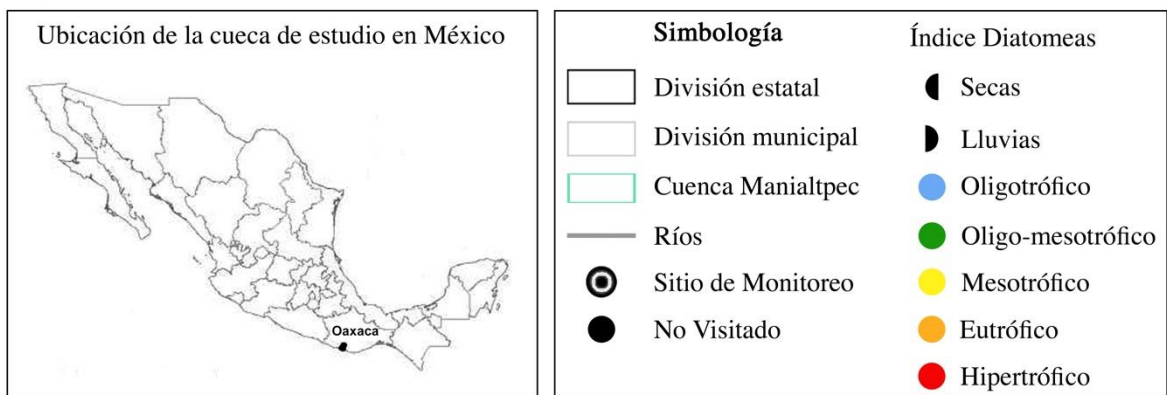 Ubicación de la cueca de estudio en México
Oaxaca
Simbología
División estatal
División municipal
Cuenca Manialtpec
Ríos
Sitio de Monitoreo
No Visitado
Índice Diatomeas
Secas
Lluvias
Oligotrófico
Oligo-mesotrófico
Mesotrófico
Eutrófico
Hipertrófico